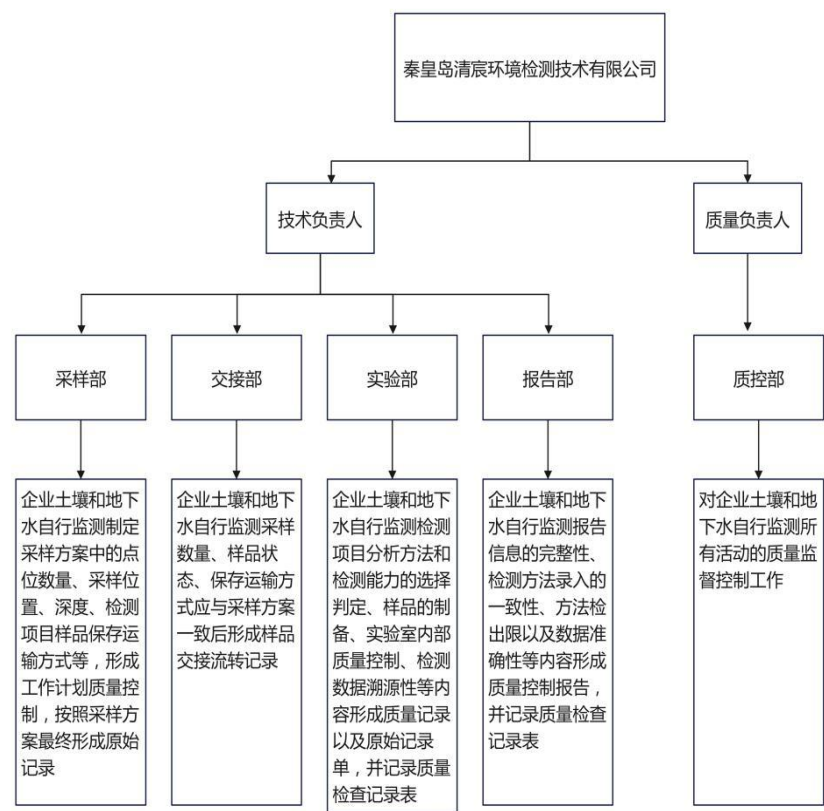 秦皇岛清宸环境检测技术有限公司
技术负责人
质量负责人
采样部
交接部
实验部
报告部
质控部
企业土壤和地下
水自行监测制定
采样方案中的点
位数量、采样位
置、深度、检测
项目样品保存运
输方式等，形成
工作计划质量控
制，按照采样方
案最终形成原始
记录
企业土壤和地下
水自行监测采样
数量、样品状
态、保存运输方
式应与采样方案
一致后形成样品
交接流转记录
企业土壤和地下
水自行监测检测
项目分析方法和
检测能力的选择
判定、样品的制
备、实验室内部
质量控制、检测
数据溯源性等内
容形成质量记录
以及原始记录
单，并记录质量
检查记录表
企业土壤和地下
水自行监测报告
信息的完整性、
检测方法录入的
一致性、方法检
出限以及数据准
确性等内容形成
质量控制报告，
并记录质量检查
记录表
对企业土壤和地
下水自行监测所
有活动的质量监
督控制工作